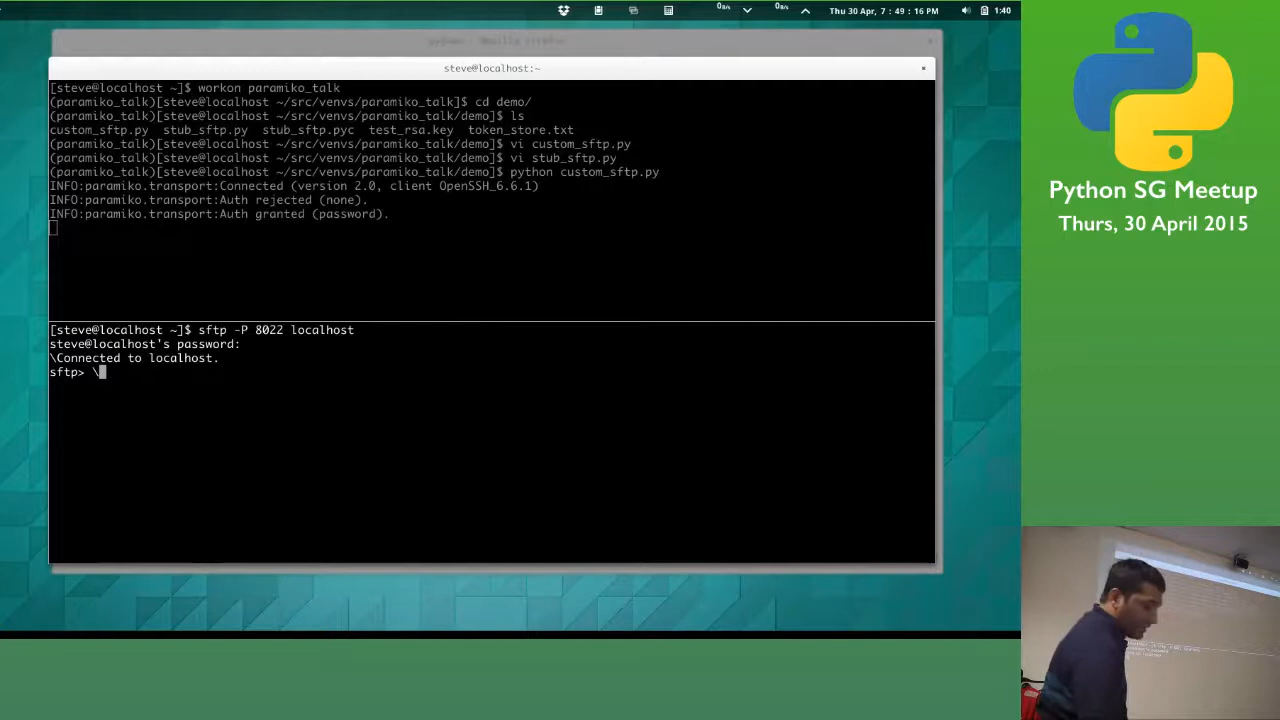 0B/s
0B/s
Thu 30 Apr, 7 : 49 : 16 PM
1:40
steve@localhost:~
[steve@localhost ~]$ workon paramiko_talk
(paramiko_talk)[steve@localhost ~/src/venvs/paramiko_talk]$ cd demo/
(paramiko_talk)[steve@localhost ~/src/venvs/paramiko_talk/demo]$ ls
custom_sftp.py  stub_sftp.py  stub_sftp.pyc  test_rsa.key  token_store.txt
(paramiko_talk)[steve@localhost ~/src/venvs/paramiko_talk/demo]$ vi custom_sftp.py
(paramiko_talk)[steve@localhost ~/src/venvs/paramiko_talk/demo]$ vi stub_sftp.py
(paramiko_talk)[steve@localhost ~/src/venvs/paramiko_talk/demo]$ python custom_sftp.py
INFO:paramiko.transport:Connected (version 2.0, client OpenSSH_6.6.1)
INFO:paramiko.transport:Auth rejected (none).
INFO:paramiko.transport:Auth granted (password).
[steve@localhost ~]$ sftp -P 8022 localhost
steve@localhost's password:
\Connected to localhost.
sftp> \
Python SG Meetup
Thurs, 30 April 2015